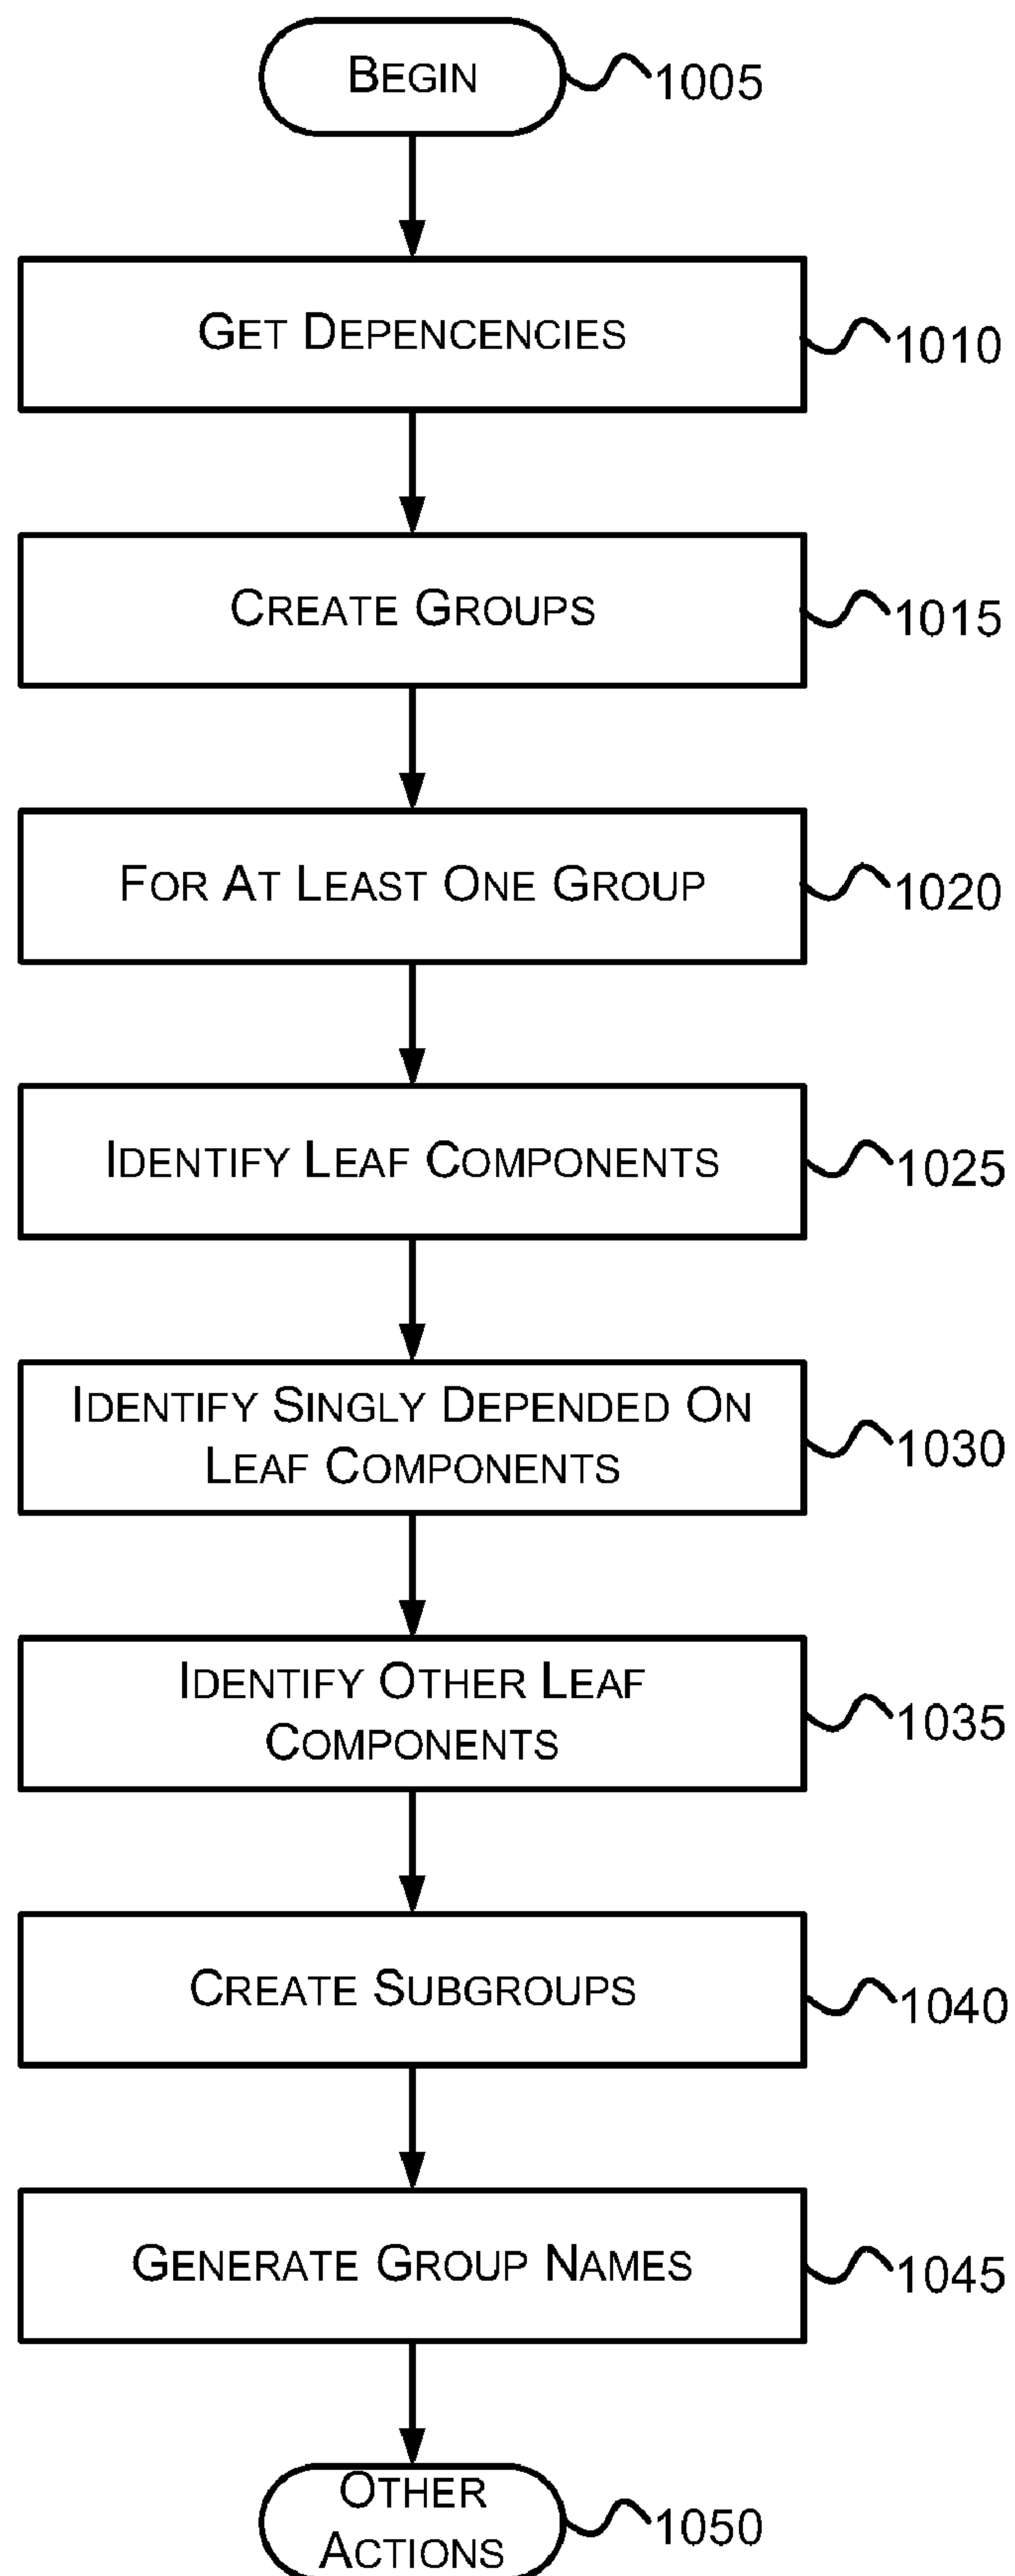 BEGIN
1005
GET DEPENCENCIES
1010
CREATE GROUPS
1015
FOR AT LEAST ONE GROUP
1020
IDENTIFY LEAF COMPONENTS
1025
IDENTIFY SINGLY DEPENDED ON
LEAF COMPONENTS
1030
IDENTIFY OTHER LEAF
COMPONENTS
1035
CREATE SUBGROUPS
1040
GENERATE GROUP NAMES
1045
OTHER
ACTIONS
1050